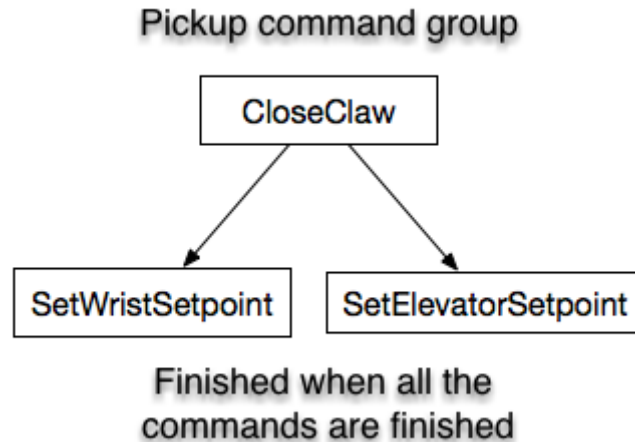 Pickup command group
CloseClaw
SetWristSetpoint
SetElevatorSetpoint
Finished when all the
commands are finished